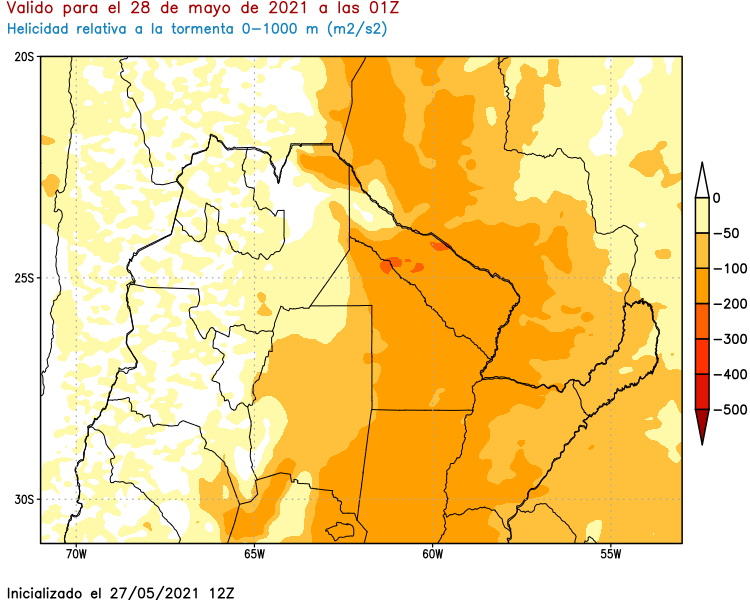 Valido para el 28 de mayo de 2021 a las 01Z
Helicidad relativa a la tormenta 0-1000 m (m2/s2)
20S
25S
30S
70W
65W
60W
55W
0
-50
-100
-200
-300
-400
-500
Inicializado el 27/05/2021 12Z